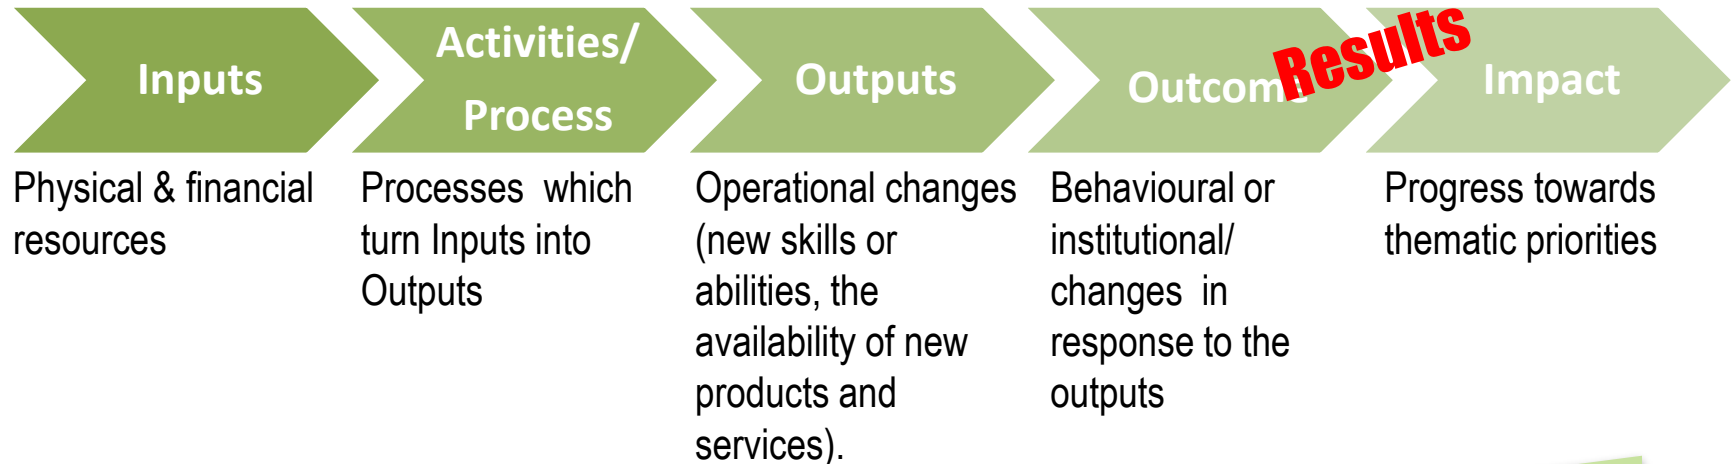 Inputs
Activities/
Process
Outputs
Outcome
Results
Impact
Physical & financial
resources
Processes which
turn Inputs into
Outputs
Operational changes
(new skills or
abilities, the
availability of new
products and
services).
Behavioural or
institutional/
changes in
response to the
outputs
Progress towards
thematic priorities